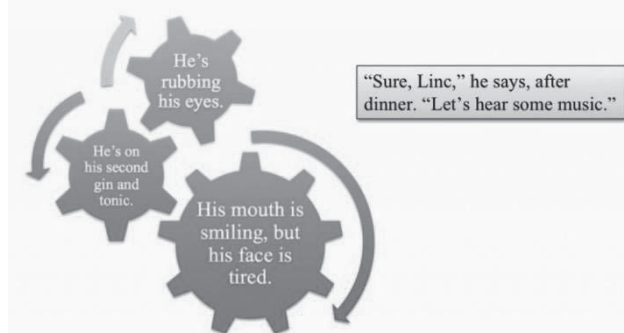 He's
rubbing
his eyes.
He's on
his second
gin and
tonic.
His mouth is
smiling, but
his face is
tired.
“Sure, Linc,” he says, after
dinner. “Let’s hear some music.”